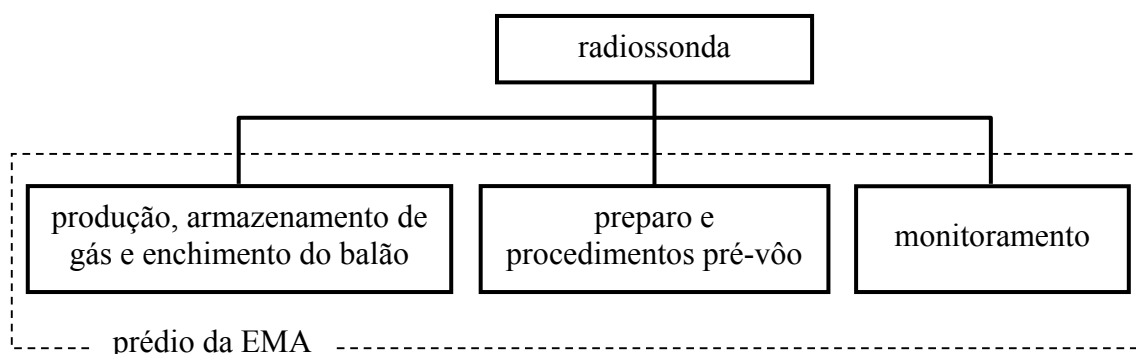 radiossonda
produção, armazenamento de
gás e enchimento do balão
preparo e
procedimentos pré-vôo
monitoramento
prédio da EMA